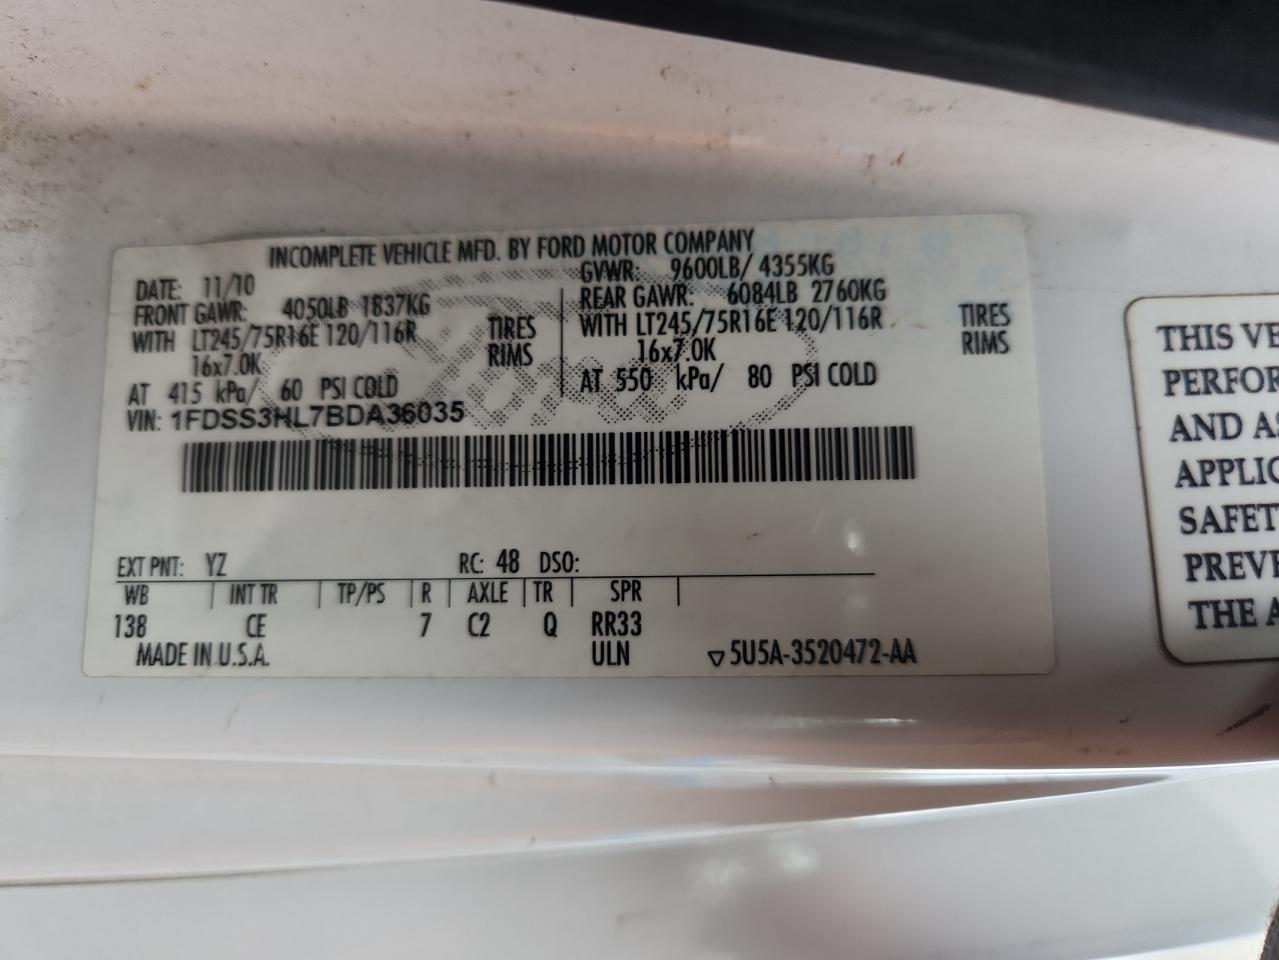 INCOMPLETE VEHICLE MFD. BY FORD MOTOR COMPANY
DATE: 11/10 GVWR: 9600LB/ 4355KG
FRONT GAWR: 4050LB 1837KG REAR GAWR: 6084LB 2760KG
WITH LT245/75R16E 120/116R TIRES WITH LT245/75R16E 120/116R TIRES
16x7.0K RIMS 16x7.0K RIMS
AT 415 kPa/ 60 PSI COLD AT 550 kPa/ 80 PSI COLD
VIN: 1FDSS3HL7BDA36035
EXT PNT: YZ RC: 48 DSO:
WB INT TR TP/PS R AXLE TR SPR
138 CE 7 C2 Q RR33
MADE IN U.S.A. ULN ▽5U5A-3520472-AA
THIS VE
PERFOR
AND AS
APPLIC
SAFET
PREVE
THE A